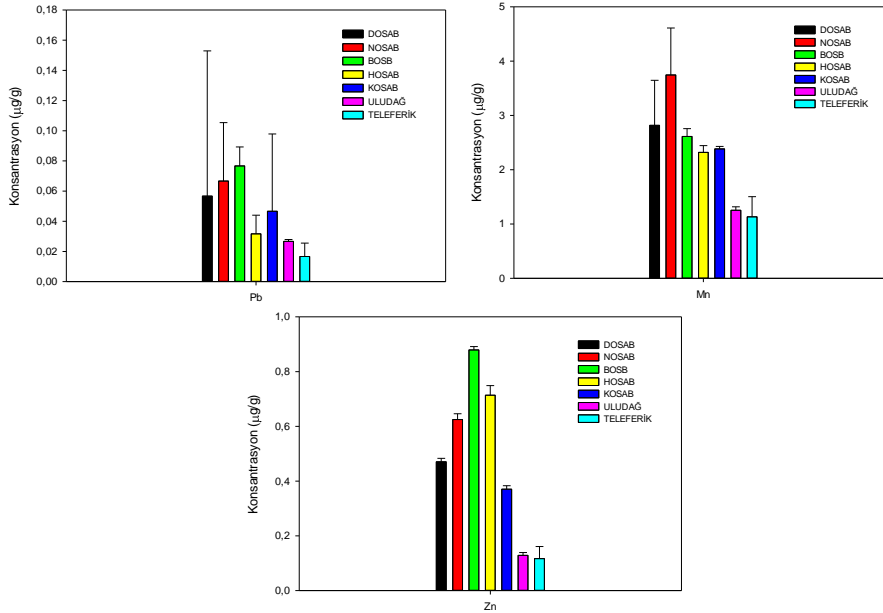 Konsantrasyon (µg/g)
0,18
0,16
0,14
0,12
0,10
0,08
0,06
0,04
0,02
0,00
DOSAB
NOSAB
BOSB
HOSAB
KOSAB
ULUDAĞ
TELEFERİK
Pb
Konsantrasyon (µg/g)
5
4
3
2
1
0
DOSAB
NOSAB
BOSB
HOSAB
KOSAB
ULUDAĞ
TELEFERİK
Mn
Konsantrasyon (µg/g)
1,0
0,8
0,6
0,4
0,2
0,0
DOSAB
NOSAB
BOSB
HOSAB
KOSAB
ULUDAĞ
TELEFERİK
Zn